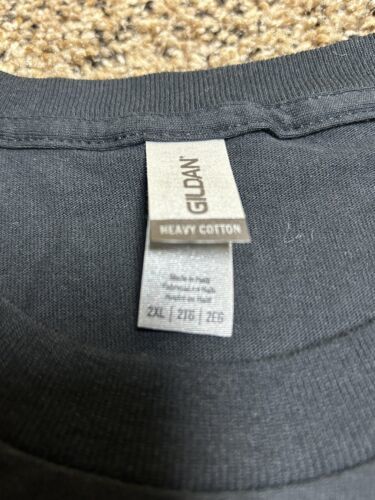 GILDAN®
HEAVY COTTON
Made in Haiti
Fabriqué en Haïti
Hecho en Haití
2XL | 2TG | 2EG